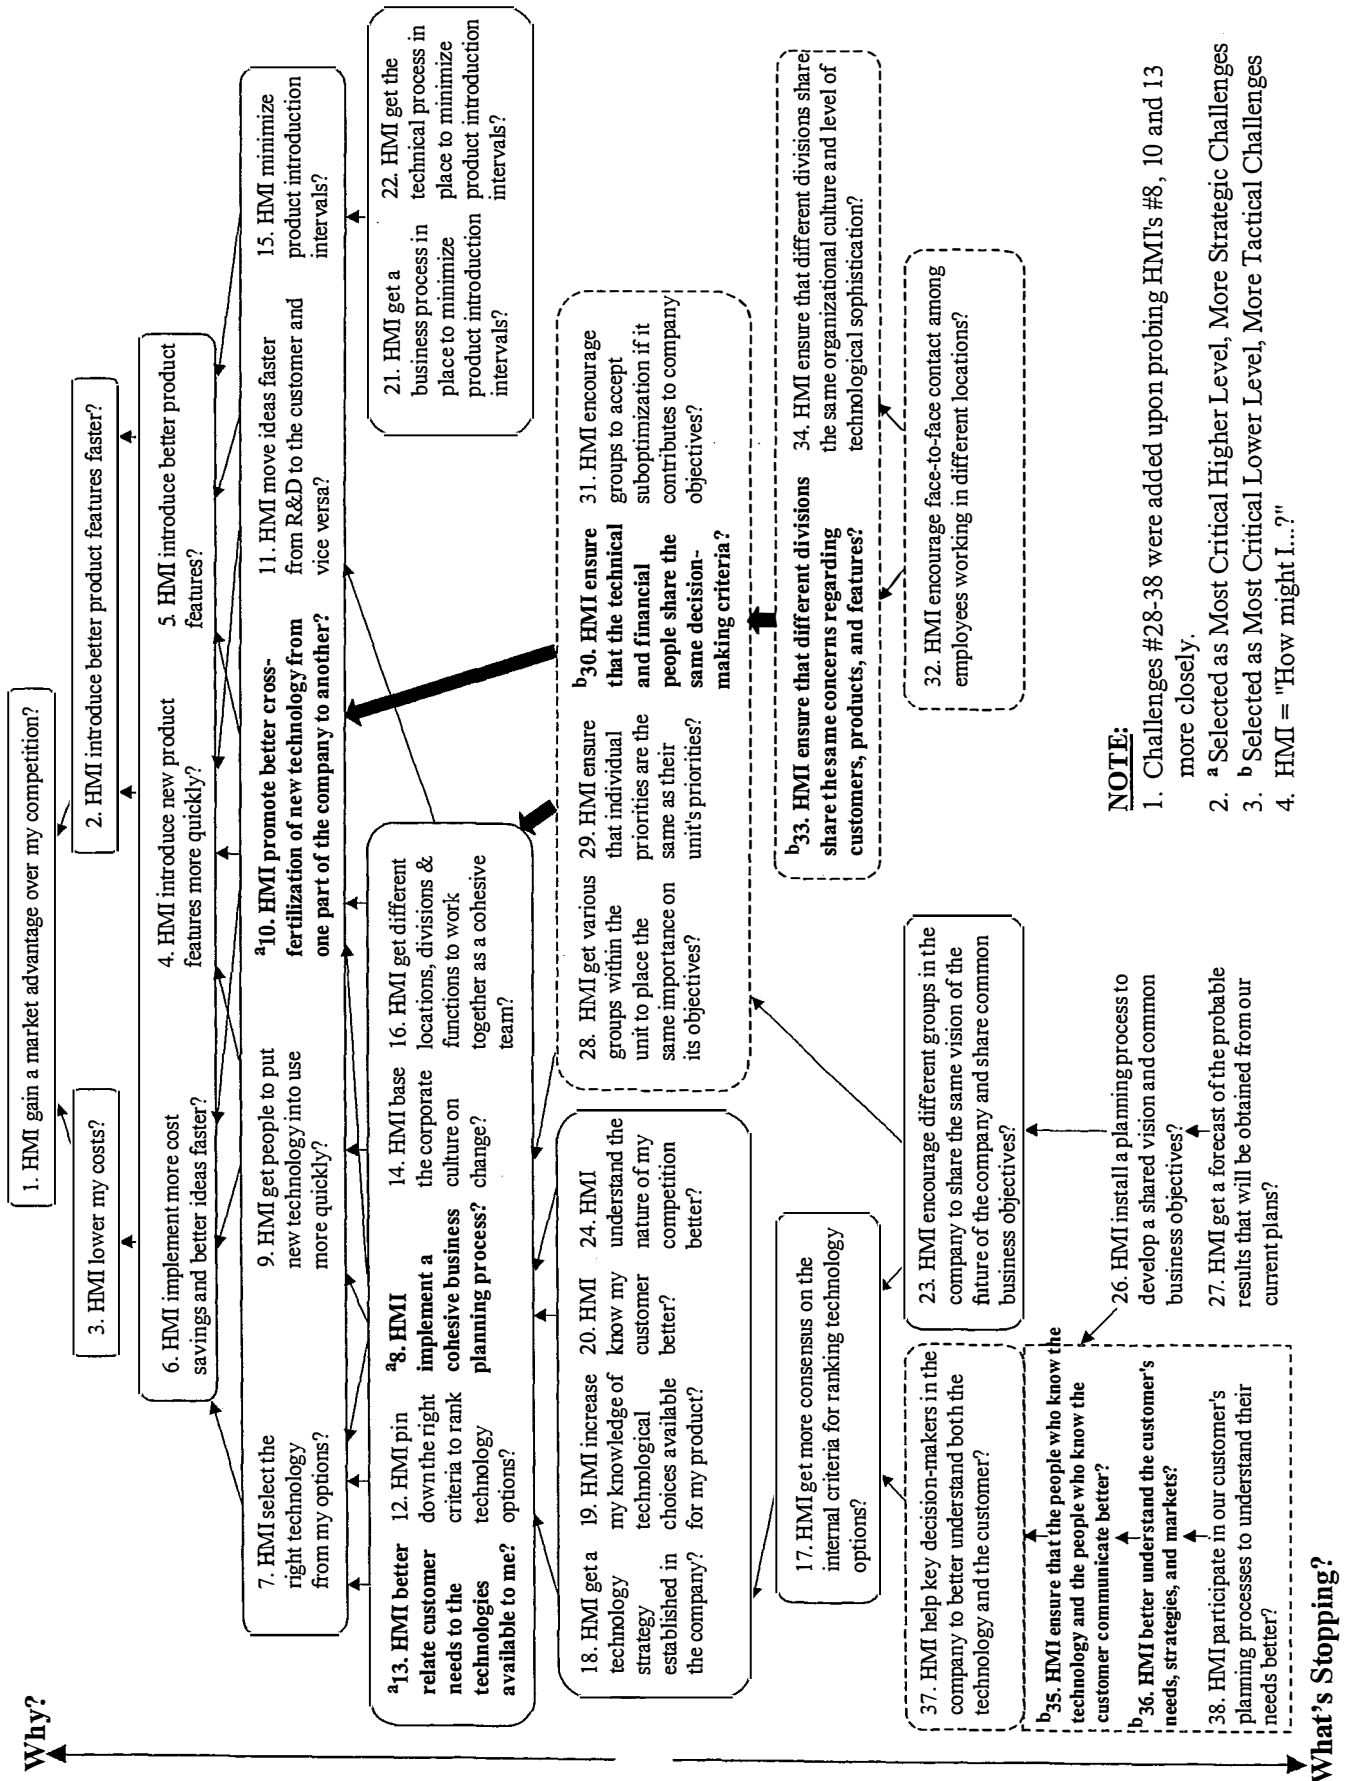 Why?
1. HMI gain a market advantage over my competition?
3. HMI lower my costs?
2. HMI introduce better product features faster?
6. HMI implement more cost
savings and better ideas faster?
4. HMI introduce new product
features more quickly?
5. HMI introduce better product
features?
7. HMI select the
right technology
from my options?
9. HMI get people to put
new technology into use
more quickly?
a10. HMI promote better cross-
fertilization of new technology from
one part of the company to another?
11. HMI move ideas faster
from R&D to the customer and
vice versa?
15. HMI minimize
product introduction
intervals?
a13. HMI better
relate customer
needs to the
technologies
available to me?
12. HMI pin
down the right
criteria to rank
technology
options?
a8. HMI
implement a
cohesive business
planning process?
14. HMI base
the corporate
culture on
change?
16. HMI get different
locations, divisions &
functions to work
together as a cohesive
team?
21. HMI get a
business process in
place to minimize
product introduction
intervals?
22. HMI get the
technical process in
place to minimize
product introduction
intervals?
18. HMI get a
technology
strategy
established in
the company?
19. HMI increase
my knowledge of
technological
choices available
for my product?
20. HMI
know my
customer
better?
24. HMI
understand the
nature of my
competition
better?
28. HMI get various
groups within the
unit to place the
same importance on
its objectives?
29. HMI ensure
that individual
priorities are the
same as their
unit's priorities?
b30. HMI ensure
that the technical
and financial
people share the
same decision-
making criteria?
31. HMI encourage
groups to accept
suboptimization if it
contributes to company
objectives?
17. HMI get more consensus on the
internal criteria for ranking technology
options?
b33. HMI ensure that different divisions
share the same concerns regarding
customers, products, and features?
34. HMI ensure that different divisions share
the same organizational culture and level of
technological sophistication?
37. HMI help key decision-makers in the
company to better understand both the
technology and the customer?
23. HMI encourage different groups in the
company to share the same vision of the
future of the company and share common
business objectives?
32. HMI encourage face-to-face contact among
employees working in different locations?
b35. HMI ensure that the people who know the
technology and the people who know the
customer communicate better?
b36. HMI better understand the customer's
needs, strategies, and markets?
38. HMI participate in our customer's
planning processes to understand their
needs better?
26. HMI install a planning process to
develop a shared vision and common
business objectives?
27. HMI get a forecast of the probable
results that will be obtained from our
current plans?
NOTE:
1. Challenges #28-38 were added upon probing HMI's #8, 10 and 13
more closely.
2. a Selected as Most Critical Higher Level, More Strategic Challenges
3. b Selected as Most Critical Lower Level, More Tactical Challenges
4. HMI = "How might I...?"
What's Stopping?